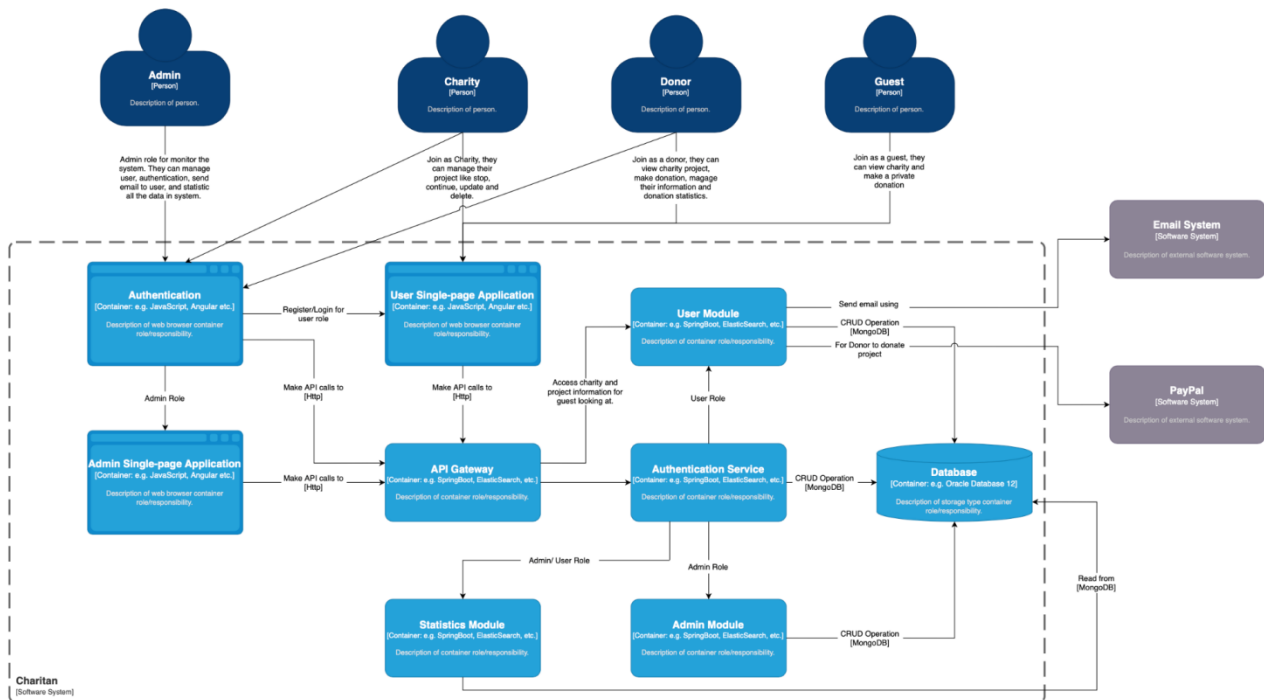 Admin
[Person]
Description of person.
Charity
[Person]
Description of person.
Donor
[Person]
Description of person.
Guest
[Person]
Description of person.
Admin role for monitor the
system. They can manage
user, authentication, send
email to user, and statistic
all the data in system.
Join as Charity, they
can manage their
project like stop,
continue, update and
delete.
Join as a donor, they can
view charity project,
make donation, magage
their information and
donation statistics.
Join as a guest, they
can view charity and
make a private
donation
Email System
[Software System]
Description of external software system.
Authentication
[Container: e.g. JavaScript, Angular etc.]
Description of web browser container
role/responsibility.
Register/Login for
user role
User Single-page Application
[Container: e.g. JavaScript, Angular etc.]
Description of web browser container
role/responsibility.
User Module
[Container: e.g. SpringBoot, ElasticSearch, etc.]
Description of container role/responsibility.
Send email using
CRUD Operation
[MongoDB]
For Donor to donate
project
PayPal
[Software System]
Description of external software system.
Admin Role
Make API calls to
[Http]
Make API calls to
[Http]
Access charity and
project information for
guest looking at.
User Role
Admin Single-page Application
[Container: e.g. JavaScript, Angular etc.]
Description of web browser container
role/responsibility.
Make API calls to
[Http]
API Gateway
[Container: e.g. SpringBoot, ElasticSearch, etc.]
Description of container role/responsibility.
Authentication Service
[Container: e.g. SpringBoot, ElasticSearch, etc.]
Description of container role/responsibility.
CRUD Operation
[MongoDB]
Database
[Container: e.g. Oracle Database 12]
Description of storage type container
role/responsibility.
Admin/ User Role
Admin Role
Read from
[MongoDB]
Statistics Module
[Container: e.g. SpringBoot, ElasticSearch, etc.]
Description of container role/responsibility.
Admin Module
[Container: e.g. SpringBoot, ElasticSearch, etc.]
Description of container role/responsibility.
CRUD Operation
[MongoDB]
Charitan
[Software System]